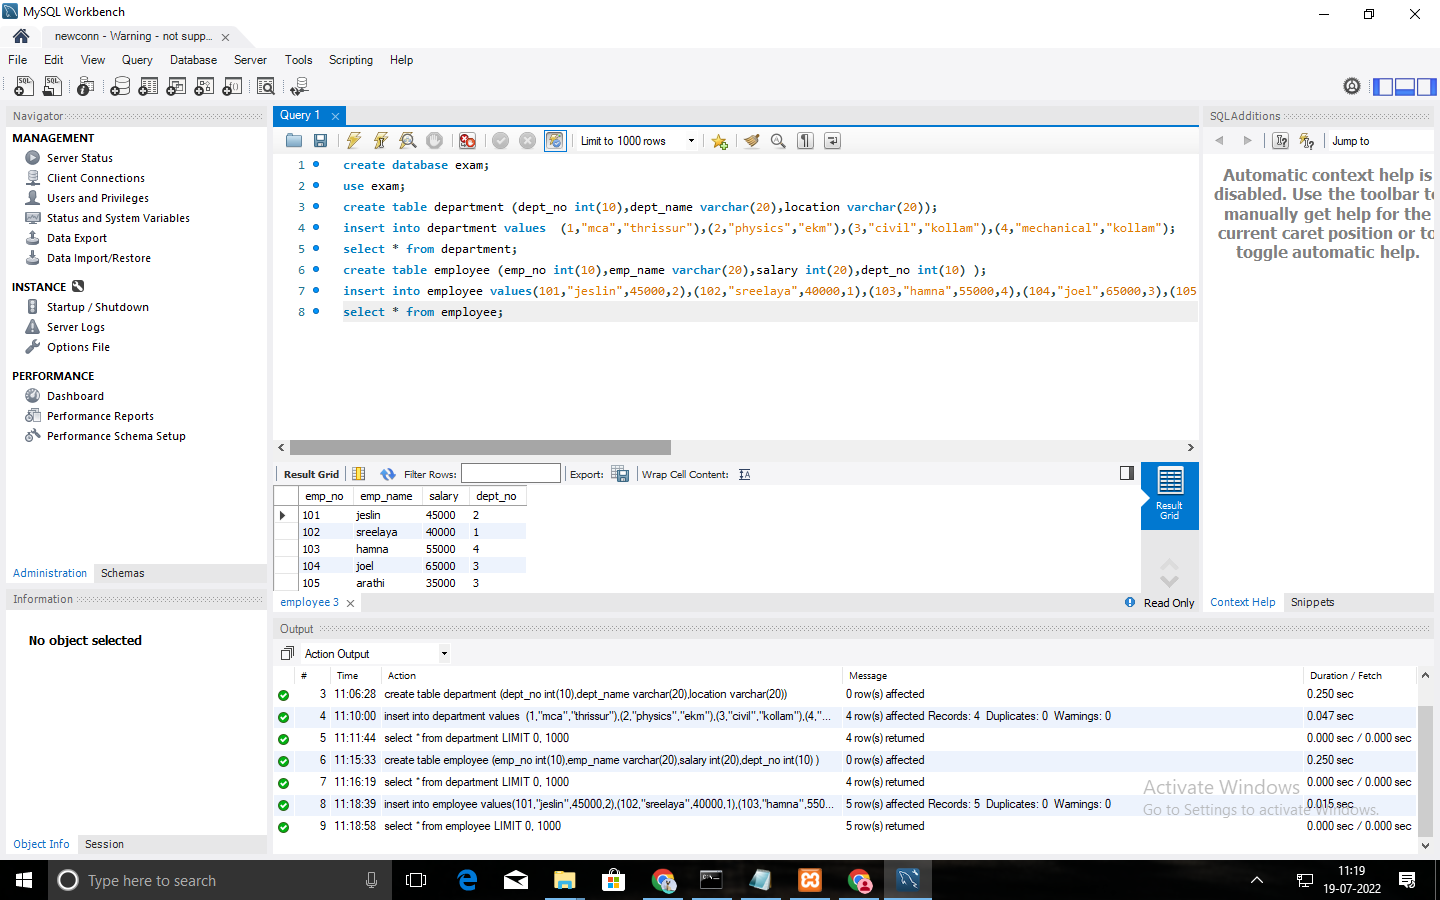 MySQL Workbench
newconn - Warning - not supp... ×
File Edit View Query Database Server Tools Scripting Help
Navigator
MANAGEMENT
Server Status
Client Connections
Users and Privileges
Status and System Variables
Data Export
Data Import/Restore
INSTANCE
Startup / Shutdown
Server Logs
Options File
PERFORMANCE
Dashboard
Performance Reports
Performance Schema Setup
Administration Schemas
Information
No object selected
Object Info Session
Query 1 ×
Limit to 1000 rows
1 create database exam;
2 use exam;
3 create table department (dept_no int(10),dept_name varchar(20),location varchar(20));
4 insert into department values  (1,"mca","thrissur"),(2,"physics","ekm"),(3,"civil","kollam"),(4,"mechanical","kollam");
5 select * from department;
6 create table employee (emp_no int(10),emp_name varchar(20),salary int(20),dept_no int(10) );
7 insert into employee values(101,"jeslin",45000,2),(102,"sreelaya",40000,1),(103,"hamna",55000,4),(104,"joel",65000,3),(105
8 select * from employee;
Result Grid Filter Rows: Export: Wrap Cell Content:
emp_no emp_name salary dept_no
101 jeslin 45000 2
102 sreelaya 40000 1
103 hamna 55000 4
104 joel 65000 3
105 arathi 35000 3
Result
Grid
employee 3 × Read Only
SQLAdditions
Jump to
Automatic context help is
disabled. Use the toolbar to
manually get help for the
current caret position or to
toggle automatic help.
Context Help Snippets
Output
Action Output
# Time Action Message Duration / Fetch
3 11:06:28 create table department (dept_no int(10),dept_name varchar(20),location varchar(20)) 0 row(s) affected 0.250 sec
4 11:10:00 insert into department values  (1,"mca","thrissur"),(2,"physics","ekm"),(3,"civil","kollam"),(4,"... 4 row(s) affected Records: 4  Duplicates: 0  Warnings: 0 0.047 sec
5 11:11:44 select * from department LIMIT 0, 1000 4 row(s) returned 0.000 sec / 0.000 sec
6 11:15:33 create table employee (emp_no int(10),emp_name varchar(20),salary int(20),dept_no int(10) ) 0 row(s) affected 0.250 sec
7 11:16:19 select * from department LIMIT 0, 1000 4 row(s) returned 0.000 sec / 0.000 sec
8 11:18:39 insert into employee values(101,"jeslin",45000,2),(102,"sreelaya",40000,1),(103,"hamna",550... 5 row(s) affected Records: 5  Duplicates: 0  Warnings: 0 0.015 sec
9 11:18:58 select * from employee LIMIT 0, 1000 5 row(s) returned 0.000 sec / 0.000 sec
Activate Windows
Go to Settings to activate Windows.
Type here to search
11:19
19-07-2022